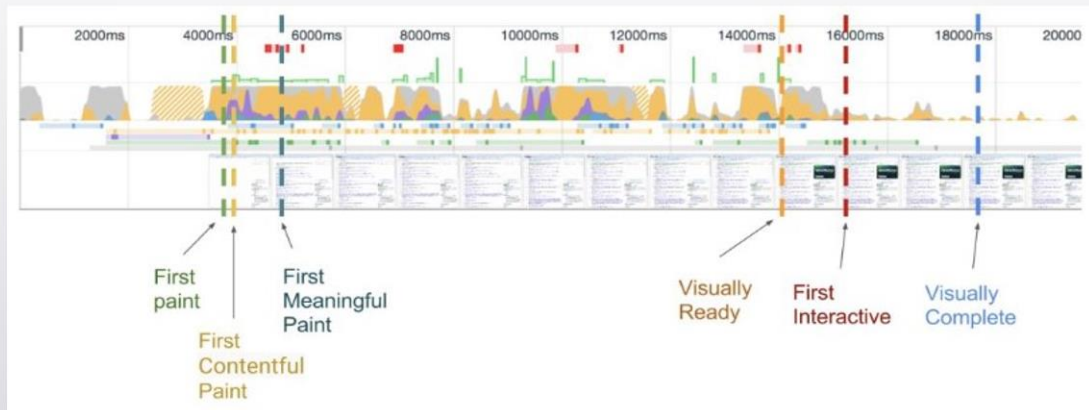 2000ms 4000ms 6000ms 8000ms 10000ms 12000ms 14000ms 16000ms 18000ms 20000
First
paint
First
Contentful
Paint
First
Meaningful
Paint
Visually
Ready
First
Interactive
Visually
Complete